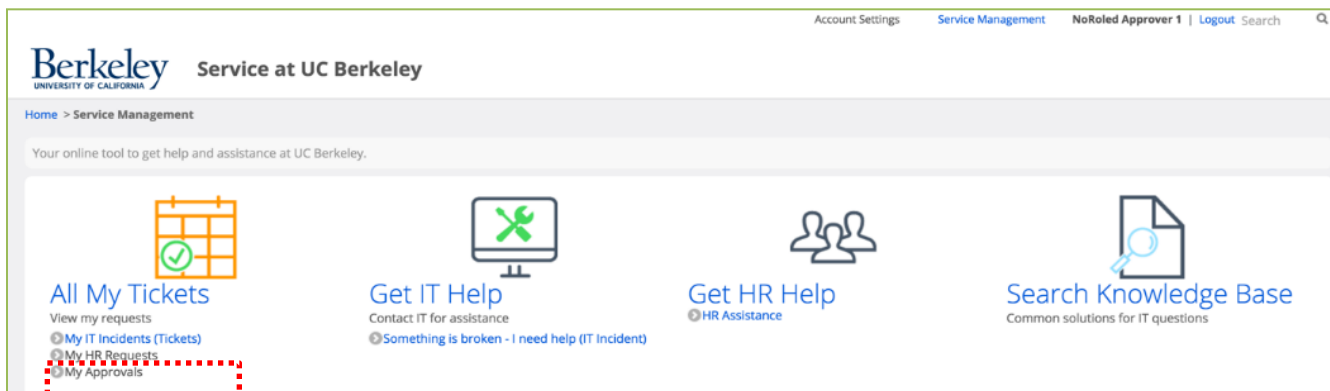 Account Settings Service Management NoRoled Approver 1 | Logout Search
Berkeley
UNIVERSITY OF CALIFORNIA
Service at UC Berkeley
Home > Service Management
Your online tool to get help and assistance at UC Berkeley.
All My Tickets
View my requests
My IT Incidents (Tickets)
My HR Requests
My Approvals
Get IT Help
Contact IT for assistance
Something is broken - I need help (IT Incident)
Get HR Help
HR Assistance
Search Knowledge Base
Common solutions for IT questions